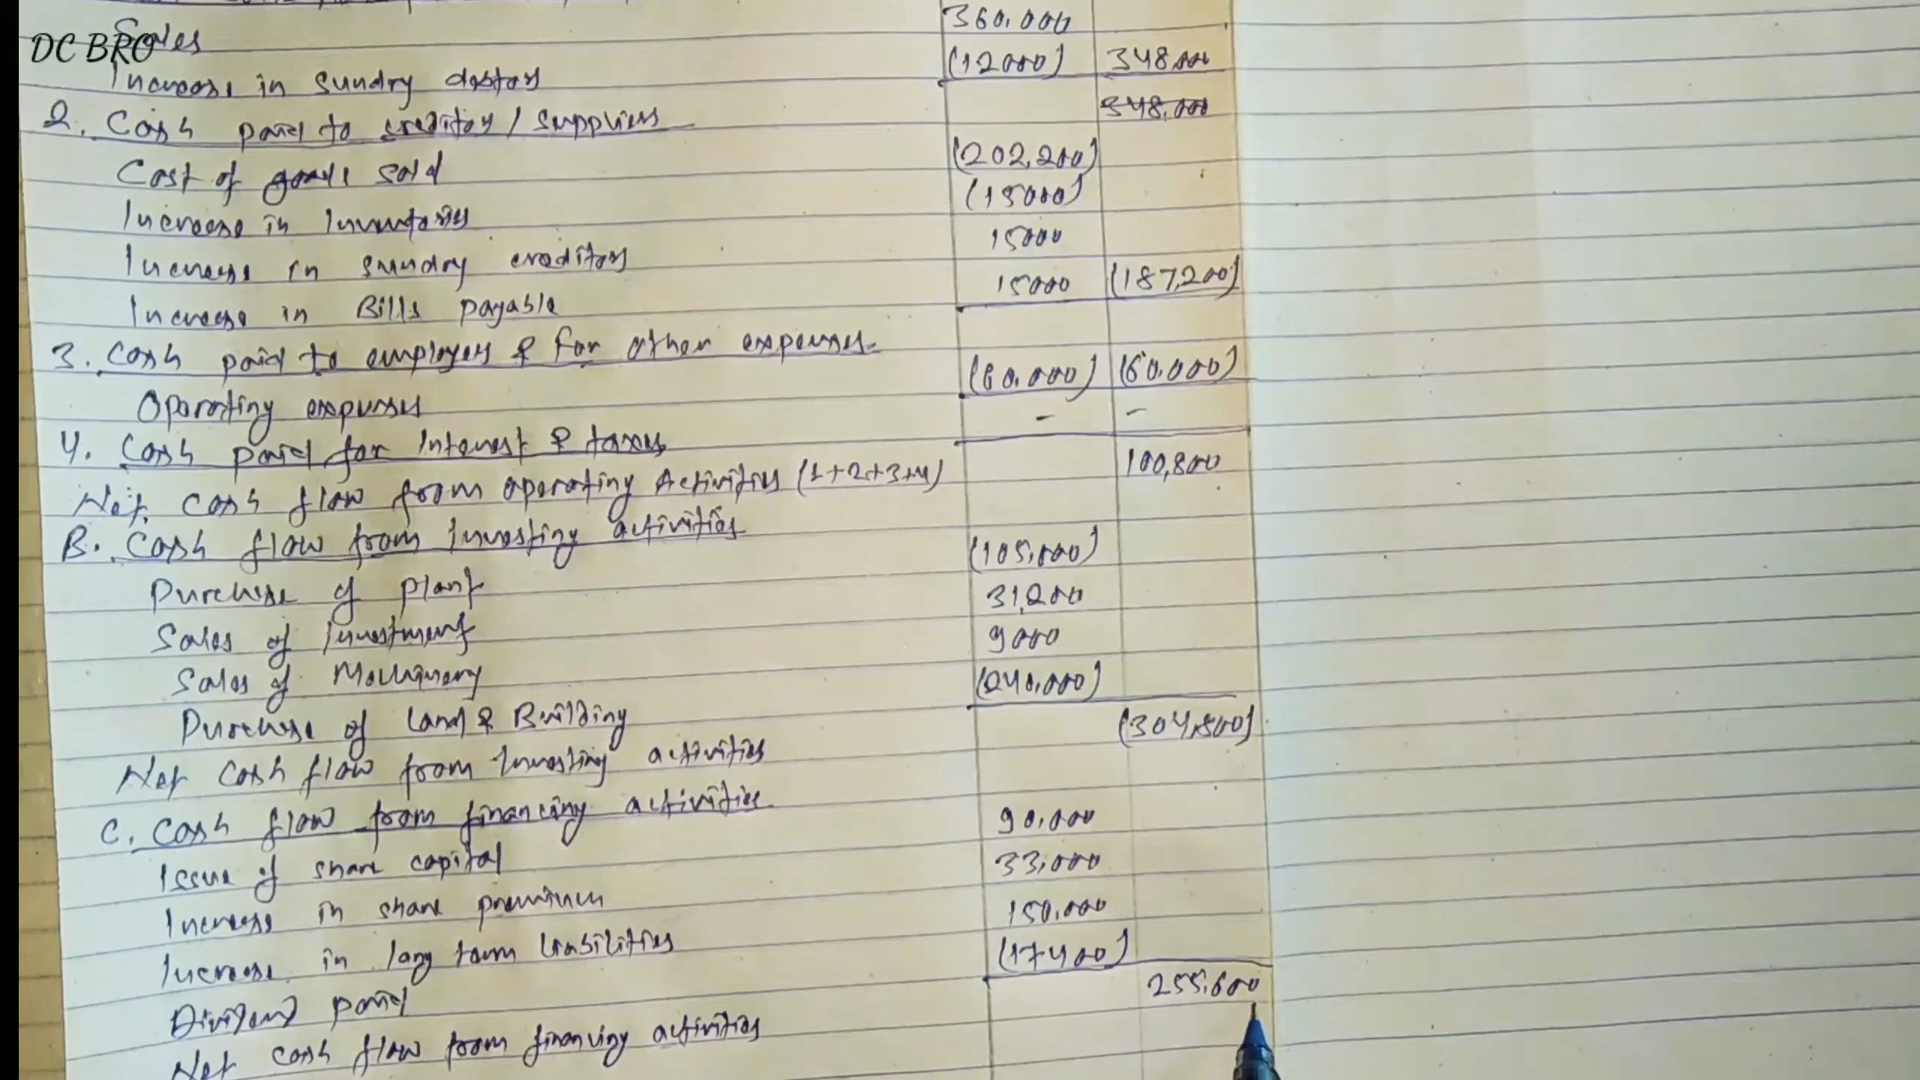 DC BRO
Sales 360,000
Increase in sundry debtors (12000) 348000
348,000
2. Cash paid to creditors / suppliers
Cost of goods sold (202,200)
Increase in Inventories (15000)
Increase in sundry creditors 15000
Increase in Bills payable 15000 (187,200)
3. Cash paid to employees & for other expenses
Operating expenses (60,000) (60,000)
4. Cash paid for Interest & taxes - -
Net cash flow from operating Activities (1+2+3+4) 100,800
B. Cash flow from Investing activities
Purchase of plant (105,000)
Sales of Investment 31,200
Sales of Machinery 9000
Purchase of Land & Building (240,000)
Net cash flow from Investing activities (304,800)
C. Cash flow from financing activities
Issue of share capital 90,000
Increase in share premium 33,000
Increase in long term liabilities 150,000
Dividend paid (17400)
Net cash flow from financing activities 255,600